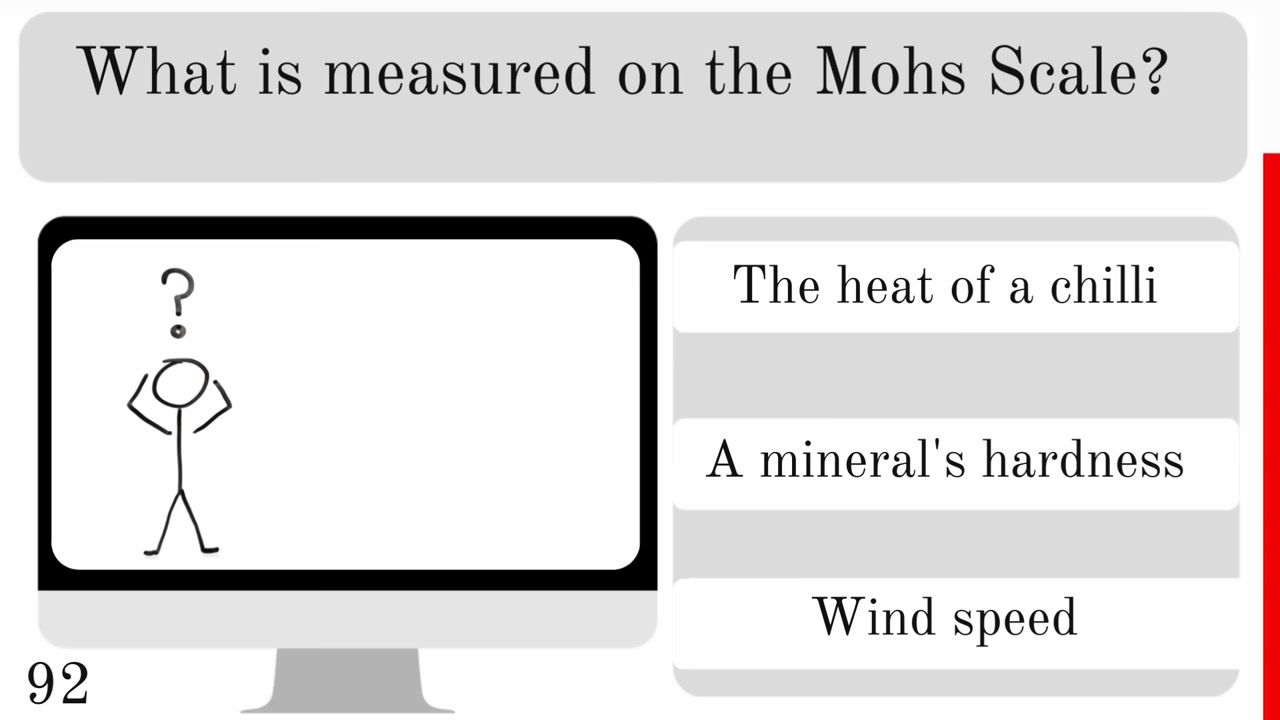 What is measured on the Mohs Scale?
?
The heat of a chilli
A mineral's hardness
Wind speed
92